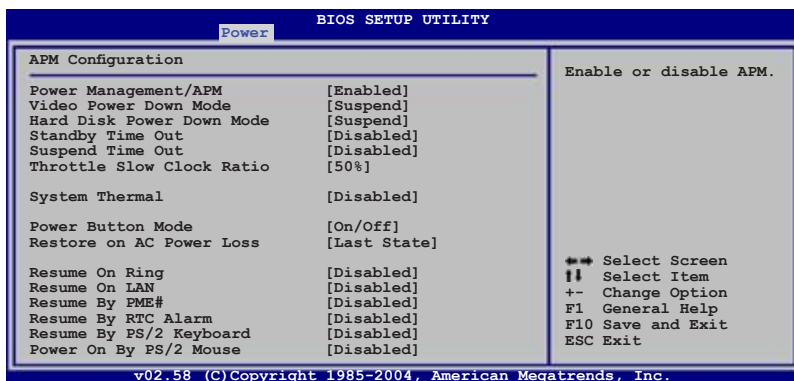 BIOS SETUP UTILITY
Power
APM Configuration
Power Management/APM [Enabled]
Video Power Down Mode [Suspend]
Hard Disk Power Down Mode [Suspend]
Standby Time Out [Disabled]
Suspend Time Out [Disabled]
Throttle Slow Clock Ratio [50%]
System Thermal [Disabled]
Power Button Mode [On/Off]
Restore on AC Power Loss [Last State]
Resume On Ring [Disabled]
Resume On LAN [Disabled]
Resume By PME# [Disabled]
Resume By RTC Alarm [Disabled]
Resume By PS/2 Keyboard [Disabled]
Power On By PS/2 Mouse [Disabled]
Enable or disable APM.
Select Screen
Select Item
+- Change Option
F1 General Help
F10 Save and Exit
ESC Exit
v02.58 (C)Copyright 1985-2004, American Megatrends, Inc.